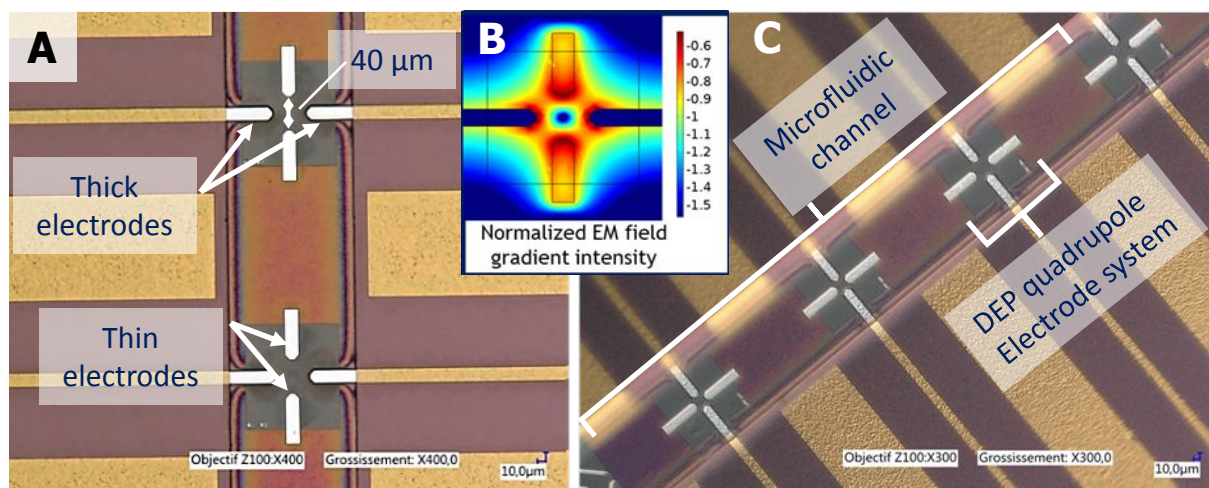 A
40 µm
Thick
electrodes
Thin
electrodes
Objectif Z100:X400
Grossissement: X400,0
10,0µm
B
-0.6
-0.7
-0.8
-0.9
-1
-1.1
-1.2
-1.3
-1.4
-1.5
Normalized EM field
gradient intensity
C
Microfluidic
channel
DEP quadrupole
Electrode system
Objectif Z100:X300
Grossissement: X300,0
10,0µm